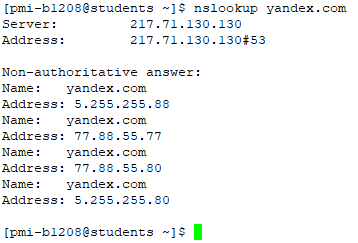 [pmi-b1208@students ~]$ nslookup yandex.com
Server:         217.71.130.130
Address:        217.71.130.130#53

Non-authoritative answer:
Name:   yandex.com
Address: 5.255.255.88
Name:   yandex.com
Address: 77.88.55.77
Name:   yandex.com
Address: 77.88.55.80
Name:   yandex.com
Address: 5.255.255.80

[pmi-b1208@students ~]$